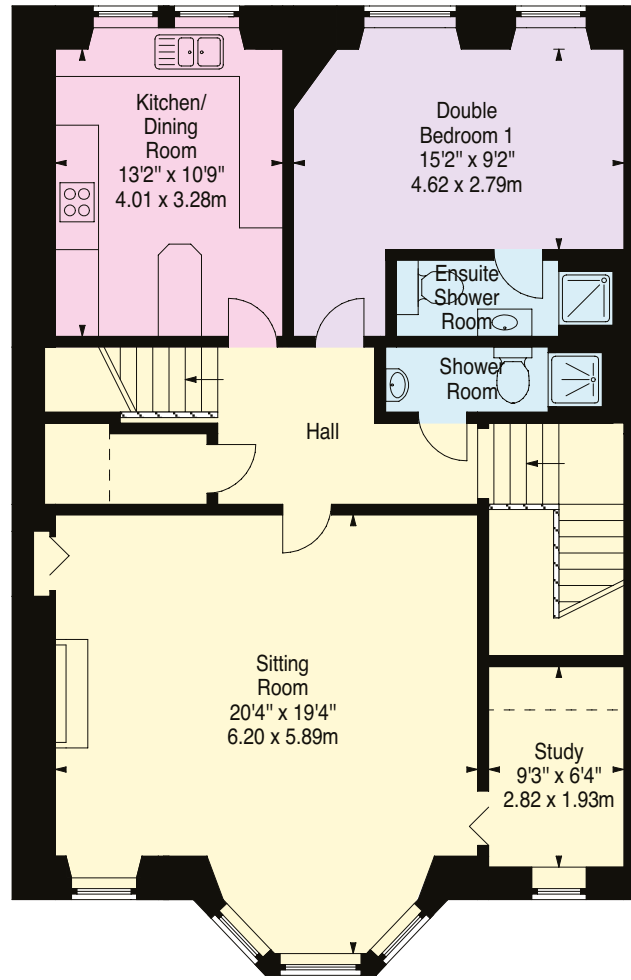 Kitchen/
Dining
Room
13'2" x 10'9"
4.01 x 3.28m
Double
Bedroom 1
15'2" x 9'2"
4.62 x 2.79m
Ensuite
Shower
Room
Shower
Room
Hall
Sitting
Room
20'4" x 19'4"
6.20 x 5.89m
Study
9'3" x 6'4"
2.82 x 1.93m